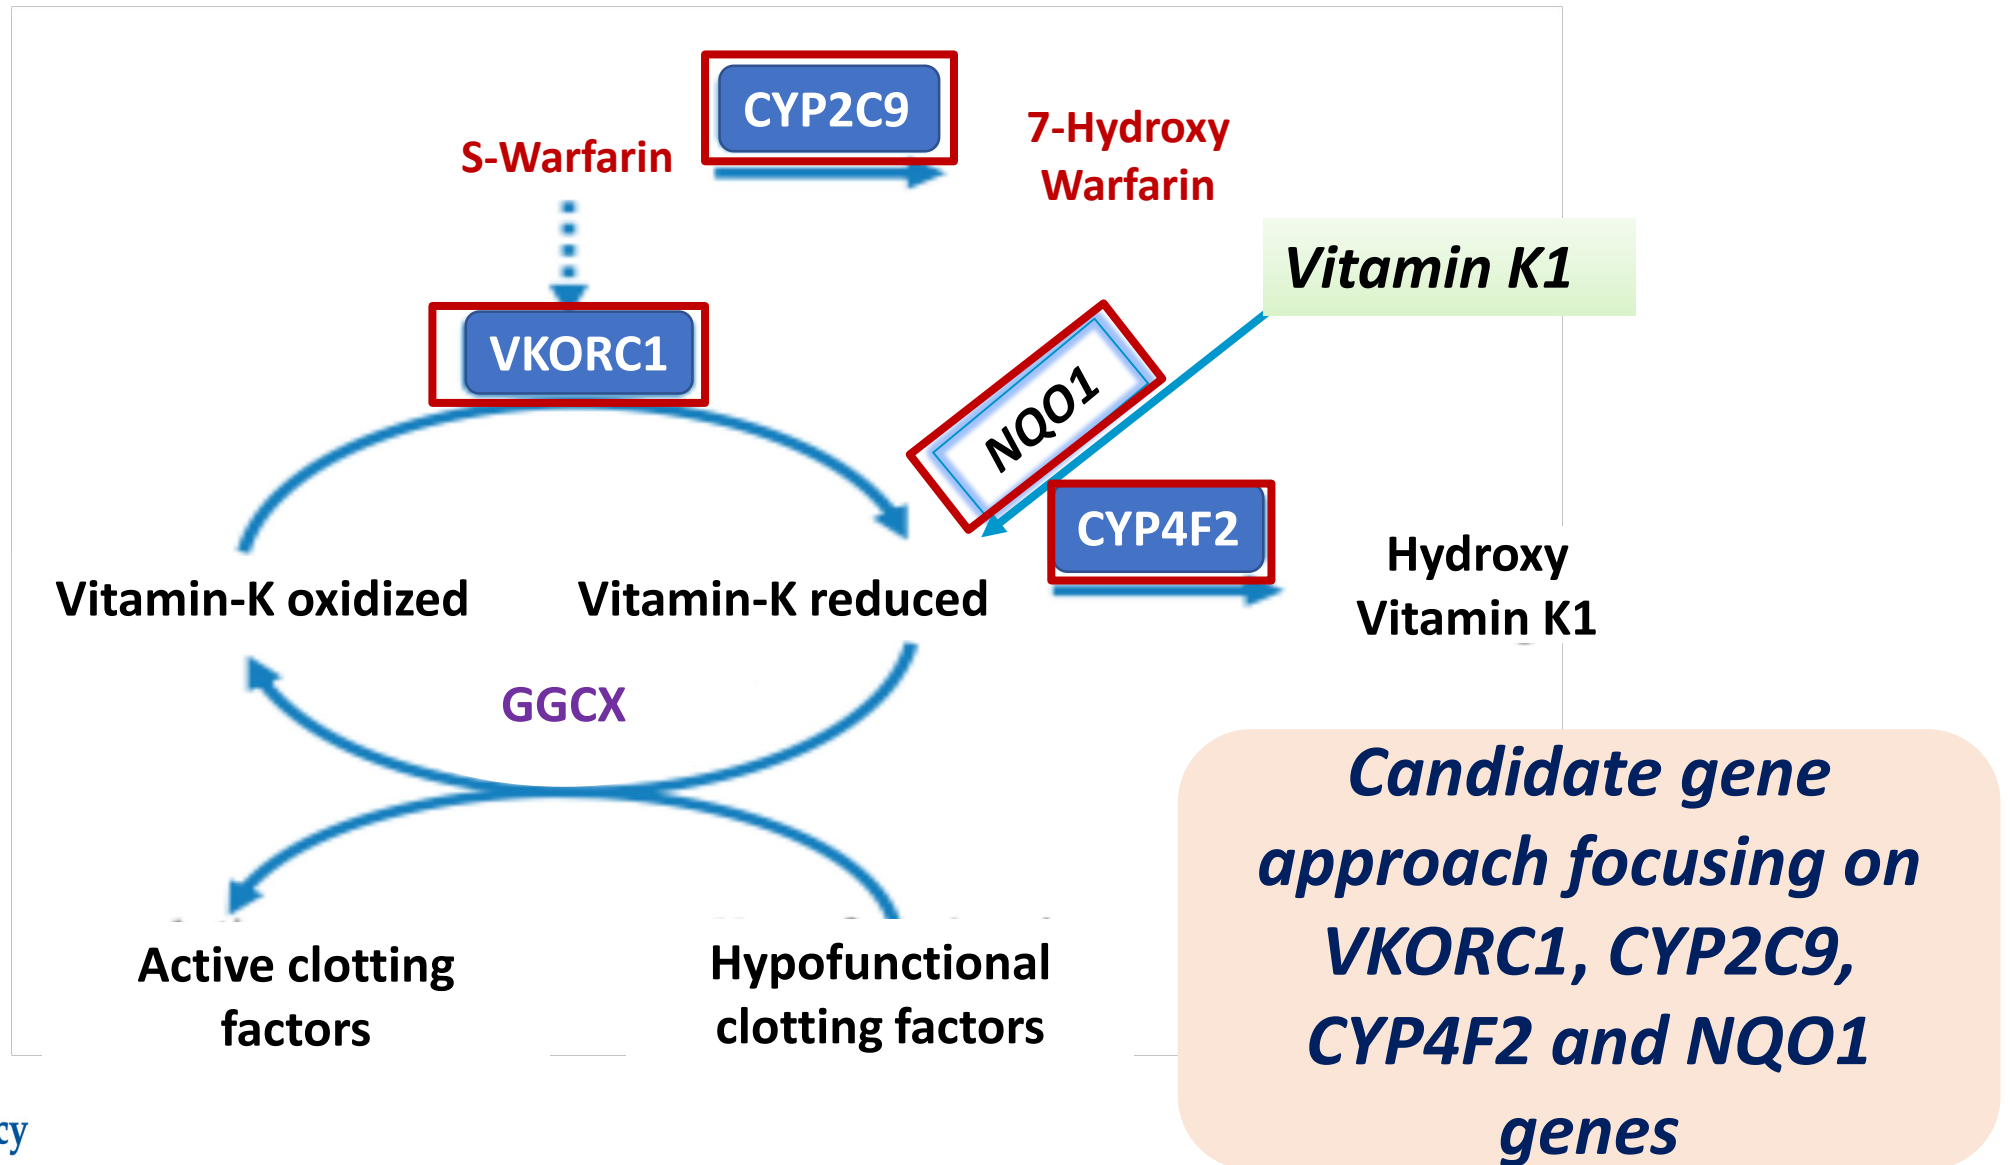 CYP2C9
S-Warfarin
7-Hydroxy
Warfarin
Vitamin K1
VKORC1
NQO1
CYP4F2
Vitamin-K oxidized
Vitamin-K reduced
Hydroxy
Vitamin K1
GGCX
Active clotting
factors
Hypofunctional
clotting factors
Candidate gene
approach focusing on
VKORC1, CYP2C9,
CYP4F2 and NQO1
genes
cy